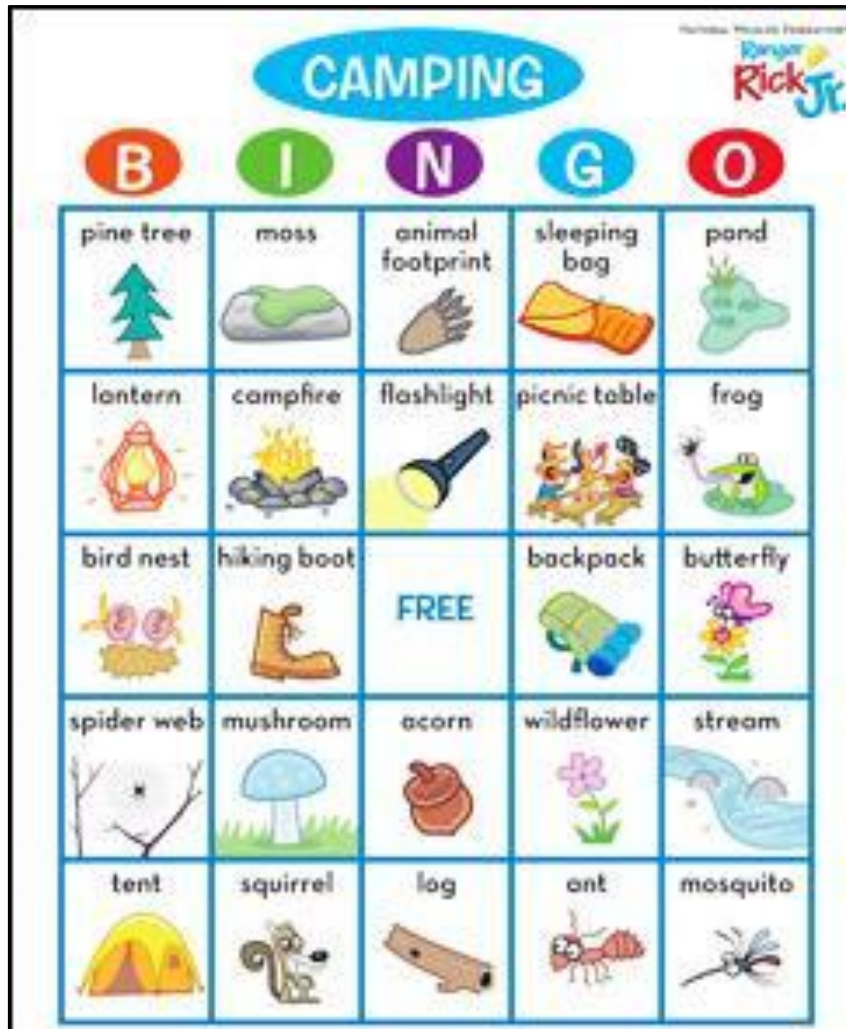 CAMPING
Ranger
Rick Jr.
B I N G O
pine tree moss animal footprint sleeping bag pond
lantern campfire flashlight picnic table frog
bird nest hiking boot FREE backpack butterfly
spider web mushroom acorn wildflower stream
tent squirrel log ant mosquito